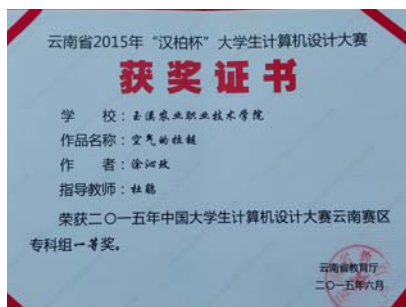 云南省2015年“汉柏杯”大学生计算机设计大赛
获奖证书
学 校：玉溪农业职业技术学院
作品名称：空气的拉链
作 者：涂沁玫
指导教师：杜聪
荣获二〇一五年中国大学生计算机设计大赛云南赛区
专科组一等奖。
云南省教育厅
二〇一五年六月